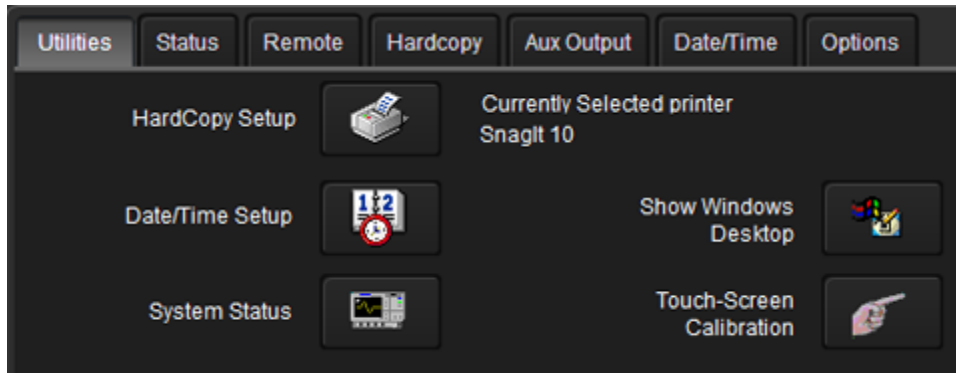 Utilities Status Remote Hardcopy Aux Output Date/Time Options
HardCopy Setup
Currently Selected printer
SnagIt 10
Date/Time Setup
Show Windows
Desktop
System Status
Touch-Screen
Calibration